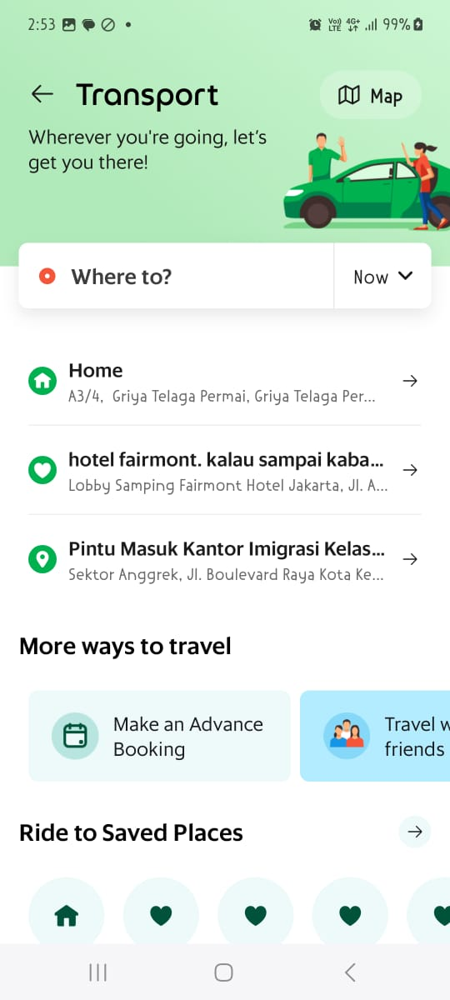 2:53 Vo)) LTE 4G+ 99%
Transport
Map
Wherever you're going, let's
get you there!
Where to?
Now
Home
A3/4,  Griya Telaga Permai, Griya Telaga Per...
hotel fairmont. kalau sampai kaba...
Lobby Samping Fairmont Hotel Jakarta, Jl. A...
Pintu Masuk Kantor Imigrasi Kelas...
Sektor Anggrek, Jl. Boulevard Raya Kota Ke...
More ways to travel
Make an Advance
Booking
Travel w
friends
Ride to Saved Places